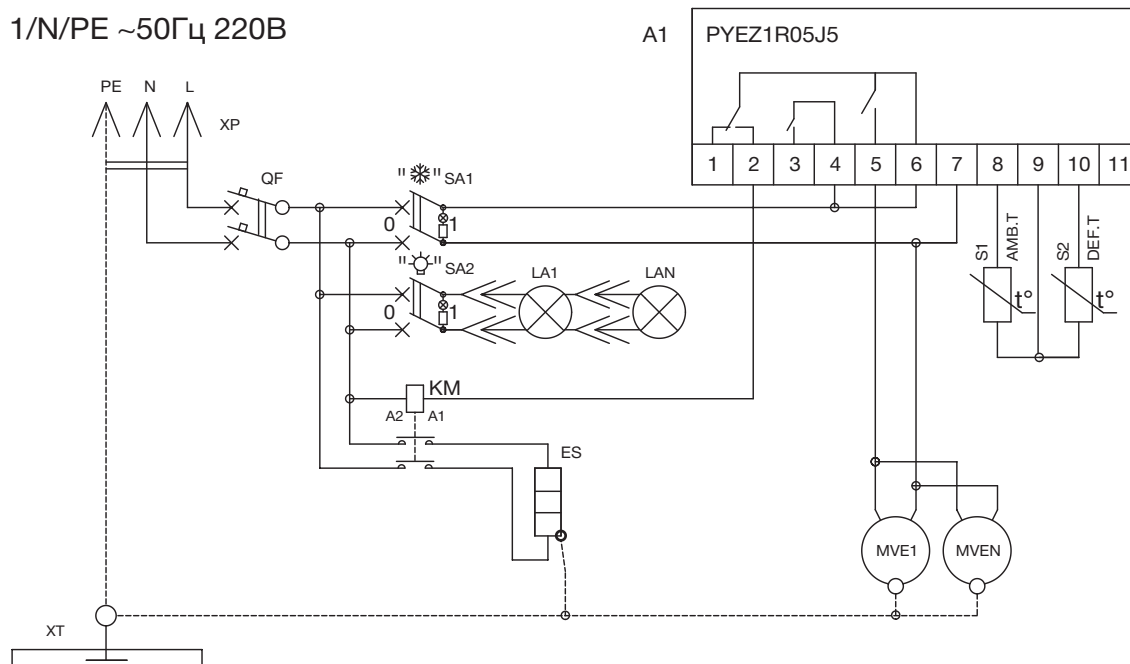 1/N/PE ~50Гц 220В
A1 PYEZ1R05J5
PE N L
XP
1 2 3 4 5 6 7 8 9 10 11
QF
" " SA1
0 1
" " SA2
LA1 LAN
0 1
S1 AMB.T
S2 DEF.T
t° t°
KM
A2 A1
ES
MVE1 MVEN
XT